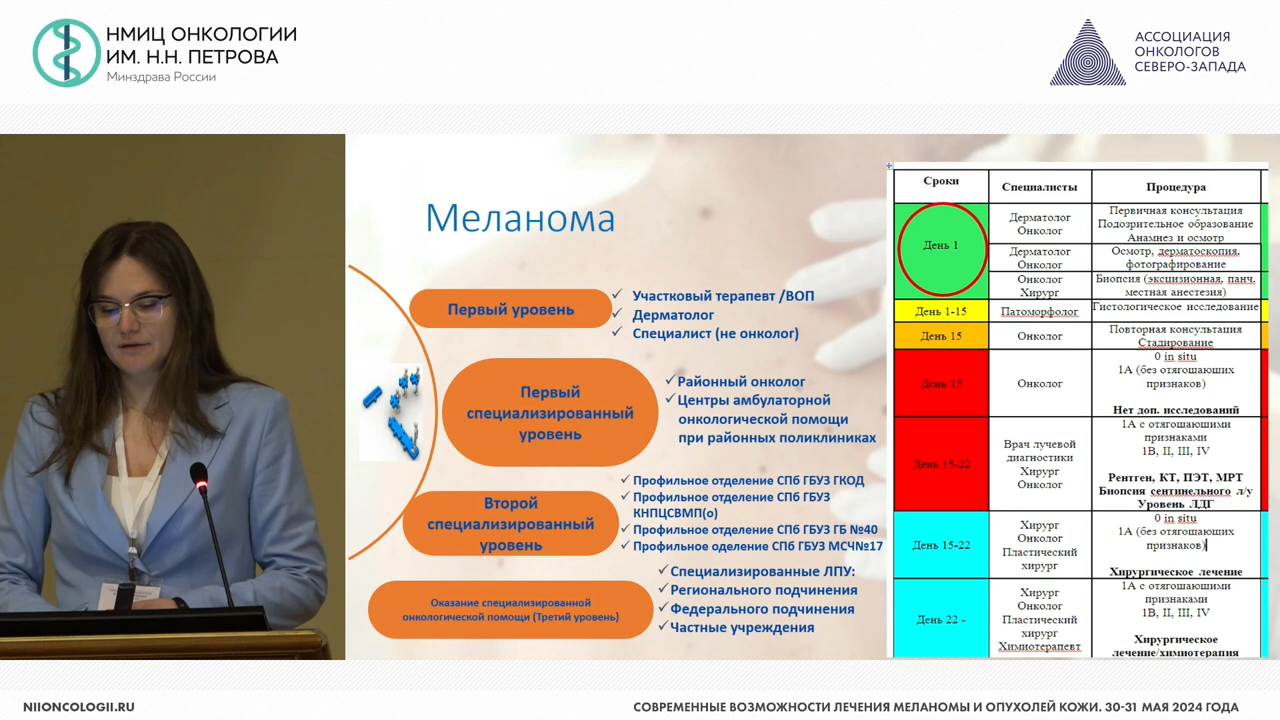 НМИЦ ОНКОЛОГИИ
ИМ. Н.Н. ПЕТРОВА
Минздрава России
АССОЦИАЦИЯ
ОНКОЛОГОВ
СЕВЕРО-ЗАПАДА
Меланома
Первый уровень
Участковый терапевт /ВОП
Дерматолог
Специалист (не онколог)
Первый
специализированный
уровень
Районный онколог
Центры амбулаторной
онкологической помощи
при районных поликлиниках
Второй
специализированный
уровень
Профильное отделение СПб ГБУЗ ГКОД
Профильное отделение СПб ГБУЗ
КНПЦСВМП(о)
Профильное отделение СПб ГБУЗ ГБ №40
Профильное оделение СПб ГБУЗ МСЧ№17
Оказание специализированной
онкологической помощи (Третий уровень)
Специализированные ЛПУ:
Регионального подчинения
Федерального подчинения
Частные учреждения
Сроки
Специалисты
Процедура
День 1
Дерматолог
Онколог
Первичная консультация
Подозрительное образование
Анамнез и осмотр
Дерматолог
Онколог
Осмотр, дерматоскопия,
фотографирование
Онколог
Хирург
Биопсия (эксцизионная, панч,
местная анестезия)
День 1-15
Патоморфолог
Гистологическое исследование
День 15
Онколог
Повторная консультация
Стадирование
День 15
Онколог
0 in situ
1А (без отягощающих
признаков)
Нет доп. исследований
День 15-22
Врач лучевой
диагностики
Хирург
Онколог
1А с отягощающими
признаками
1В, II, III, IV
Рентген, КТ, ПЭТ, МРТ
Биопсия сентинельного л/у
Уровень ЛДГ
День 15-22
Хирург
Онколог
Пластический
хирург
0 in situ
1А (без отягощающих
признаков)
Хирургическое лечение
День 22 -
Хирург
Онколог
Пластический
хирург
Химиотерапевт
1А с отягощающими
признаками
1В, II, III, IV
Хирургическое
лечение/химиотерапия
NIIONCOLOGII.RU
СОВРЕМЕННЫЕ ВОЗМОЖНОСТИ ЛЕЧЕНИЯ МЕЛАНОМЫ И ОПУХОЛЕЙ КОЖИ. 30-31 МАЯ 2024 ГОДА